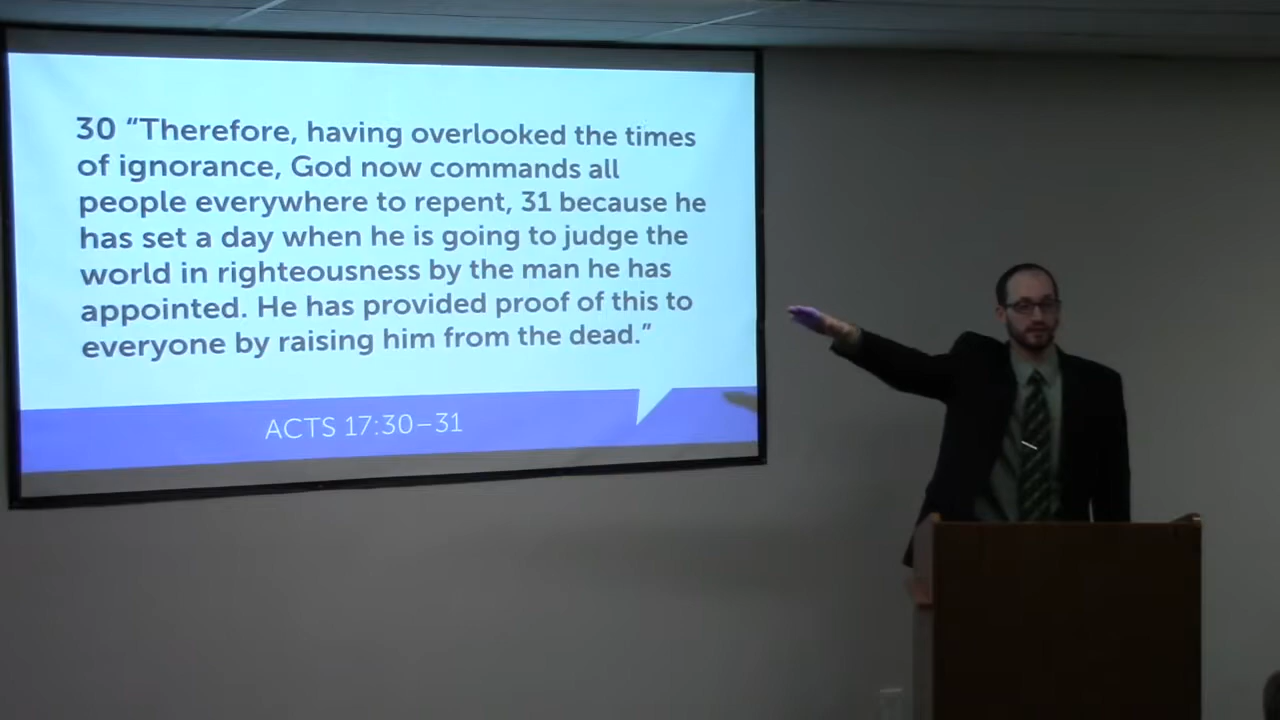 30 “Therefore, having overlooked the times
of ignorance, God now commands all
people everywhere to repent, 31 because he
has set a day when he is going to judge the
world in righteousness by the man he has
appointed. He has provided proof of this to
everyone by raising him from the dead.”
ACTS 17:30–31